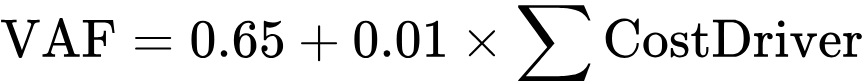 VAF = 0.65 + 0.01 × ∑ CostDriver